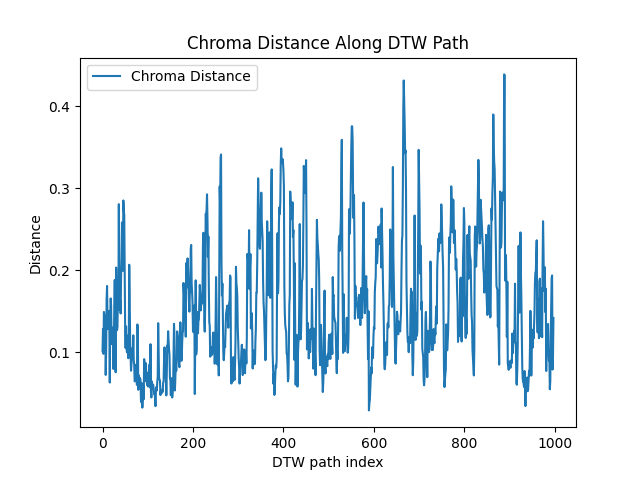 Chroma Distance Along DTW Path
Chroma Distance
Distance
0.4
0.3
0.2
0.1
0 200 400 600 800 1000
DTW path index